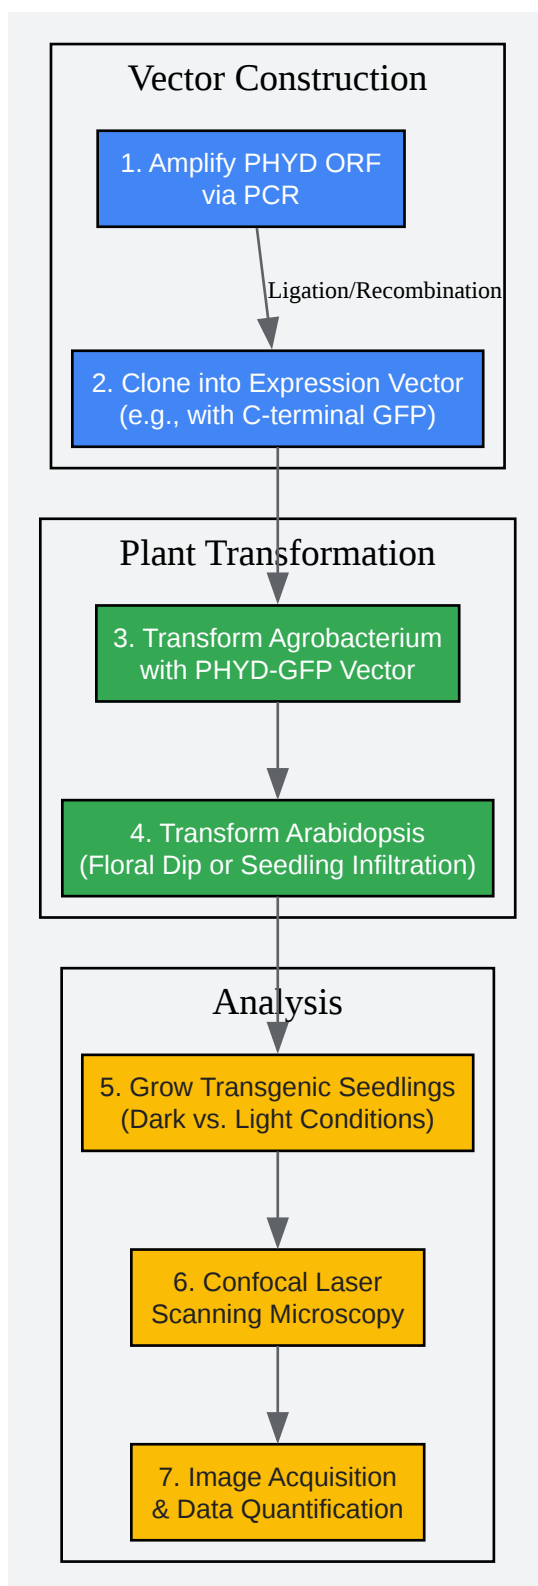 Vector Construction
1. Amplify PHYD ORF
via PCR
Ligation/Recombination
2. Clone into Expression Vector
(e.g., with C-terminal GFP)
Plant Transformation
3. Transform Agrobacterium
with PHYD-GFP Vector
4. Transform Arabidopsis
(Floral Dip or Seedling Infiltration)
Analysis
5. Grow Transgenic Seedlings
(Dark vs. Light Conditions)
6. Confocal Laser
Scanning Microscopy
7. Image Acquisition
& Data Quantification